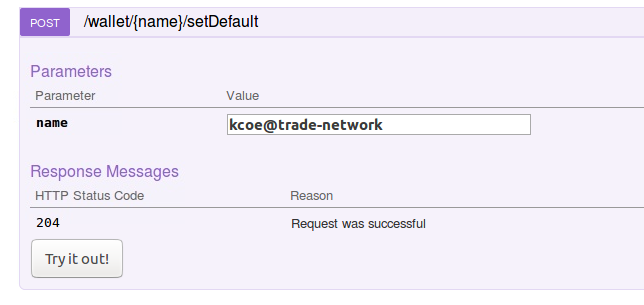 POST /wallet/{name}/setDefault
Parameters
Parameter Value
name kcoe@trade-network
Response Messages
HTTP Status Code Reason
204 Request was successful
Try it out!